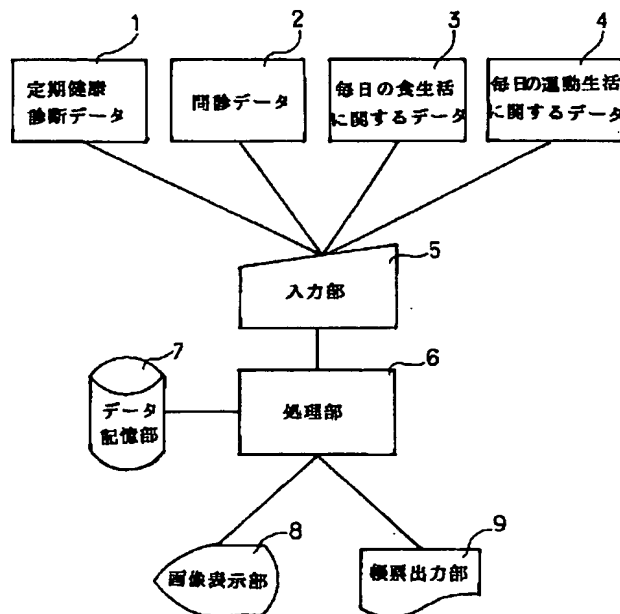 1
2
3
4
定期健康
診断データ
問診データ
毎日の食生活
に関するデータ
毎日の運動生活
に関するデータ
5
入力部
6
処理部
7
データ
記憶部
8
画像表示部
9
帳票出力部